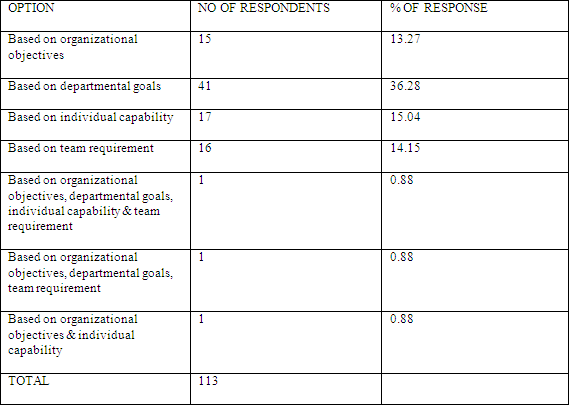 OPTION NO OF RESPONDENTS % OF RESPONSE
Based on organizational objectives 15 13.27
Based on departmental goals 41 36.28
Based on individual capability 17 15.04
Based on team requirement 16 14.15
Based on organizational objectives, departmental goals, individual capability & team requirement 1 0.88
Based on organizational objectives, departmental goals, team requirement 1 0.88
Based on organizational objectives & individual capability 1 0.88
TOTAL 113